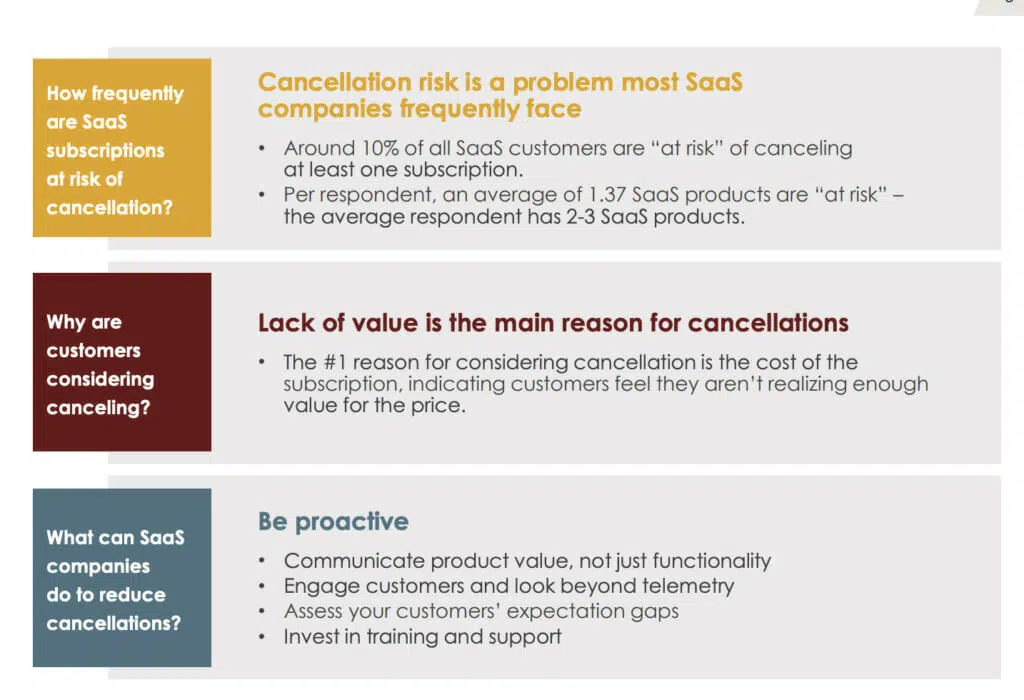 How frequently
are SaaS
subscriptions
at risk of
cancellation?
Cancellation risk is a problem most SaaS
companies frequently face
• Around 10% of all SaaS customers are “at risk” of canceling
at least one subscription.
• Per respondent, an average of 1.37 SaaS products are “at risk” –
the average respondent has 2-3 SaaS products.
Why are
customers
considering
canceling?
Lack of value is the main reason for cancellations
• The #1 reason for considering cancellation is the cost of the
subscription, indicating customers feel they aren’t realizing enough
value for the price.
What can SaaS
companies
do to reduce
cancellations?
Be proactive
• Communicate product value, not just functionality
• Engage customers and look beyond telemetry
• Assess your customers’ expectation gaps
• Invest in training and support